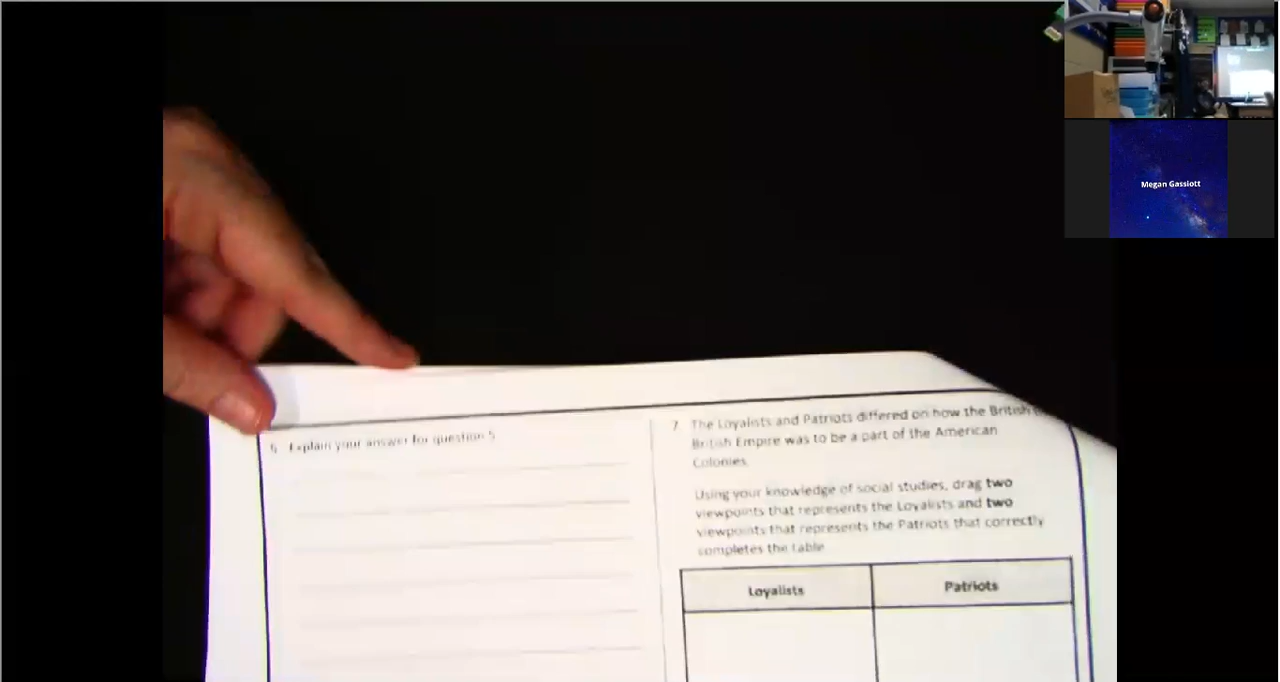 Megan Gassiott
6 Explain your answer for question 5
7 The Loyalists and Patriots differed on how the British
British Empire was to be a part of the American
Colonies.
Using your knowledge of social studies, drag two
viewpoints that represents the Loyalists and two
viewpoints that represents the Patriots that correctly
completes the table
Loyalists
Patriots